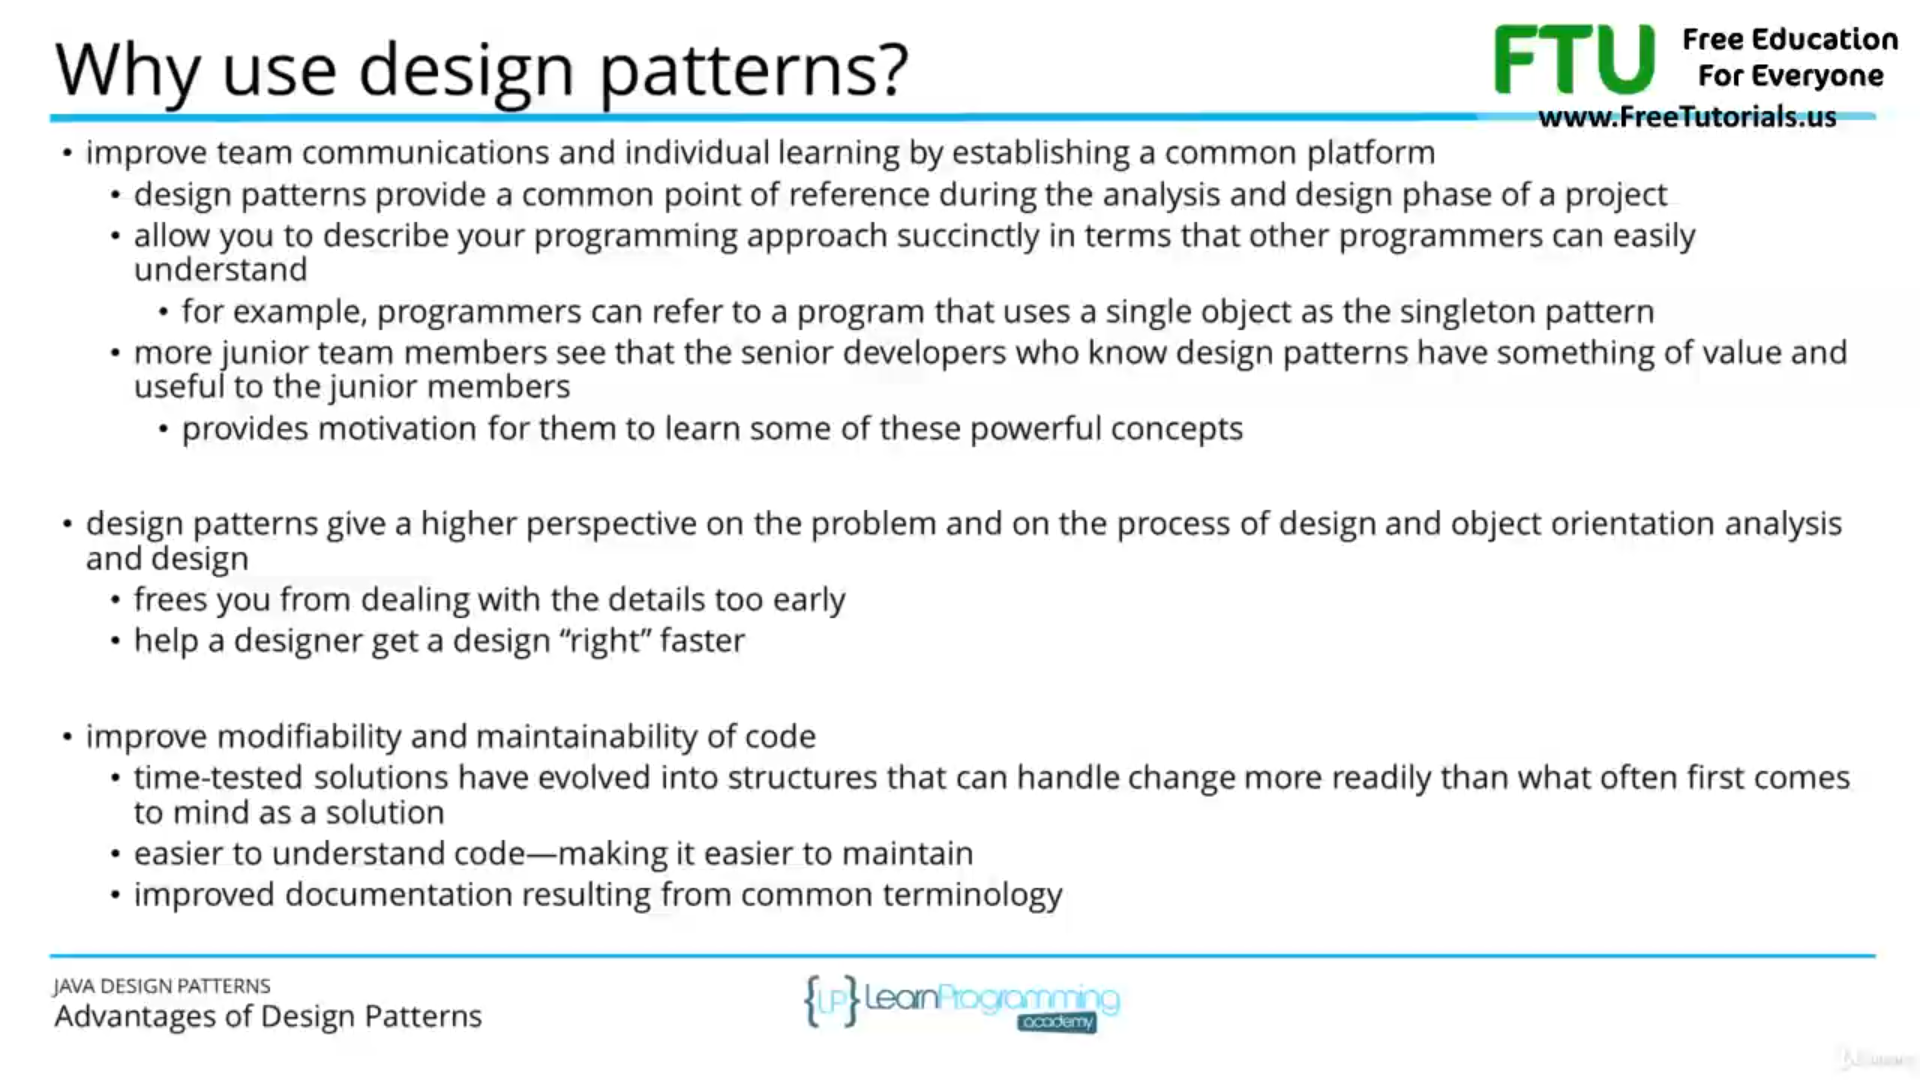 Why use design patterns?
FTU
Free Education
For Everyone
www.FreeTutorials.us
• improve team communications and individual learning by establishing a common platform
• design patterns provide a common point of reference during the analysis and design phase of a project
• allow you to describe your programming approach succinctly in terms that other programmers can easily
understand
• for example, programmers can refer to a program that uses a single object as the singleton pattern
• more junior team members see that the senior developers who know design patterns have something of value and
useful to the junior members
• provides motivation for them to learn some of these powerful concepts
• design patterns give a higher perspective on the problem and on the process of design and object orientation analysis
and design
• frees you from dealing with the details too early
• help a designer get a design “right” faster
• improve modifiability and maintainability of code
• time-tested solutions have evolved into structures that can handle change more readily than what often first comes
to mind as a solution
• easier to understand code—making it easier to maintain
• improved documentation resulting from common terminology
JAVA DESIGN PATTERNS
Advantages of Design Patterns
{LP} LearnProgramming
academy